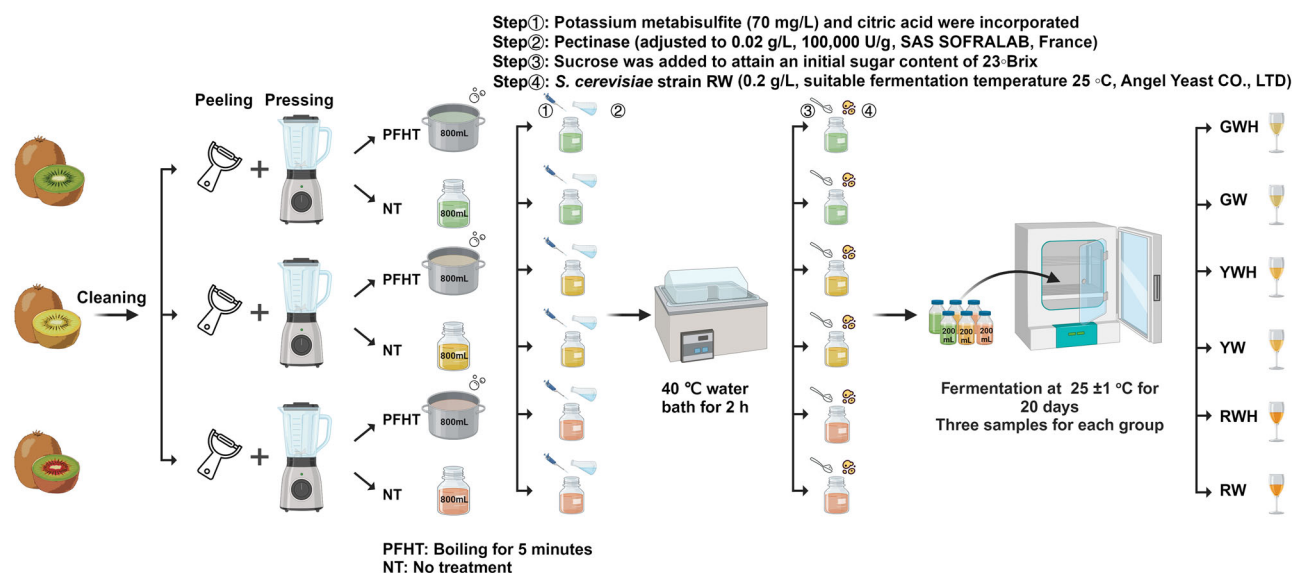 Step①: Potassium metabisulfite (70 mg/L) and citric acid were incorporated
Step②: Pectinase (adjusted to 0.02 g/L, 100,000 U/g, SAS SOFRALAB, France)
Step③: Sucrose was added to attain an initial sugar content of 23◦Brix
Step④: S. cerevisiae strain RW (0.2 g/L, suitable fermentation temperature 25 ◦C, Angel Yeast CO., LTD)
Peeling Pressing
① ②
③ ④
PFHT
800mL
NT
800mL
PFHT
800mL
NT
800mL
PFHT
800mL
NT
800mL
Cleaning
40 ℃ water
bath for 2 h
200 mL
200 mL
200 mL
Fermentation at 25 ±1 °C for
20 days
Three samples for each group
GWH
GW
YWH
YW
RWH
RW
PFHT: Boiling for 5 minutes
NT: No treatment